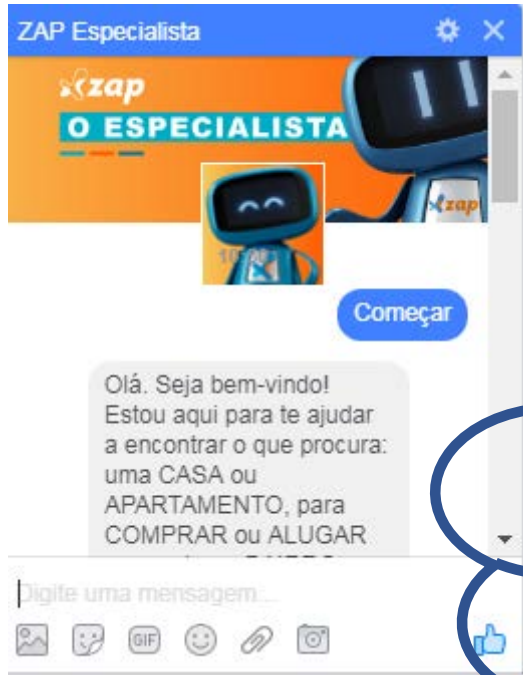 ZAP Especialista
zap
O ESPECIALISTA
zap
Começar
Olá. Seja bem-vindo!
Estou aqui para te ajudar
a encontrar o que procura:
uma CASA ou
APARTAMENTO, para
COMPRAR ou ALUGAR
Digite uma mensagem...
GIF